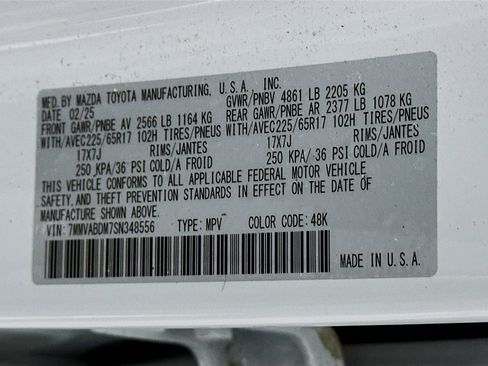 MFD.BY MAZDA TOYOTA MANUFACTURING, U.S.A., INC.
DATE 02/25 GVWR/PNBV 4861 LB 2205 KG
FRONT GAWR/PNBE AV 2566 LB 1164 KG REAR GAWR/PNBE AR 2377 LB 1078 KG
WITH/AVEC225/65R17 102H TIRES/PNEUS WITH/AVEC225/65R17 102H TIRES/PNEUS
17X7J RIMS/JANTES 17X7J RIMS/JANTES
250 KPA/36 PSI COLD/A FROID 250 KPA/36 PSI COLD/A FROID
THIS VEHICLE CONFORMS TO ALL APPLICABLE FEDERAL MOTOR VEHICLE
SAFETY, AND THEFT PREVENTION STANDARDS IN EFFECT ON THE DATE OF
MANUFACTURE SHOWN ABOVE.
VIN: 7MMVABDM7SN348556 TYPE: MPV COLOR CODE: 48K
MADE IN U.S.A.